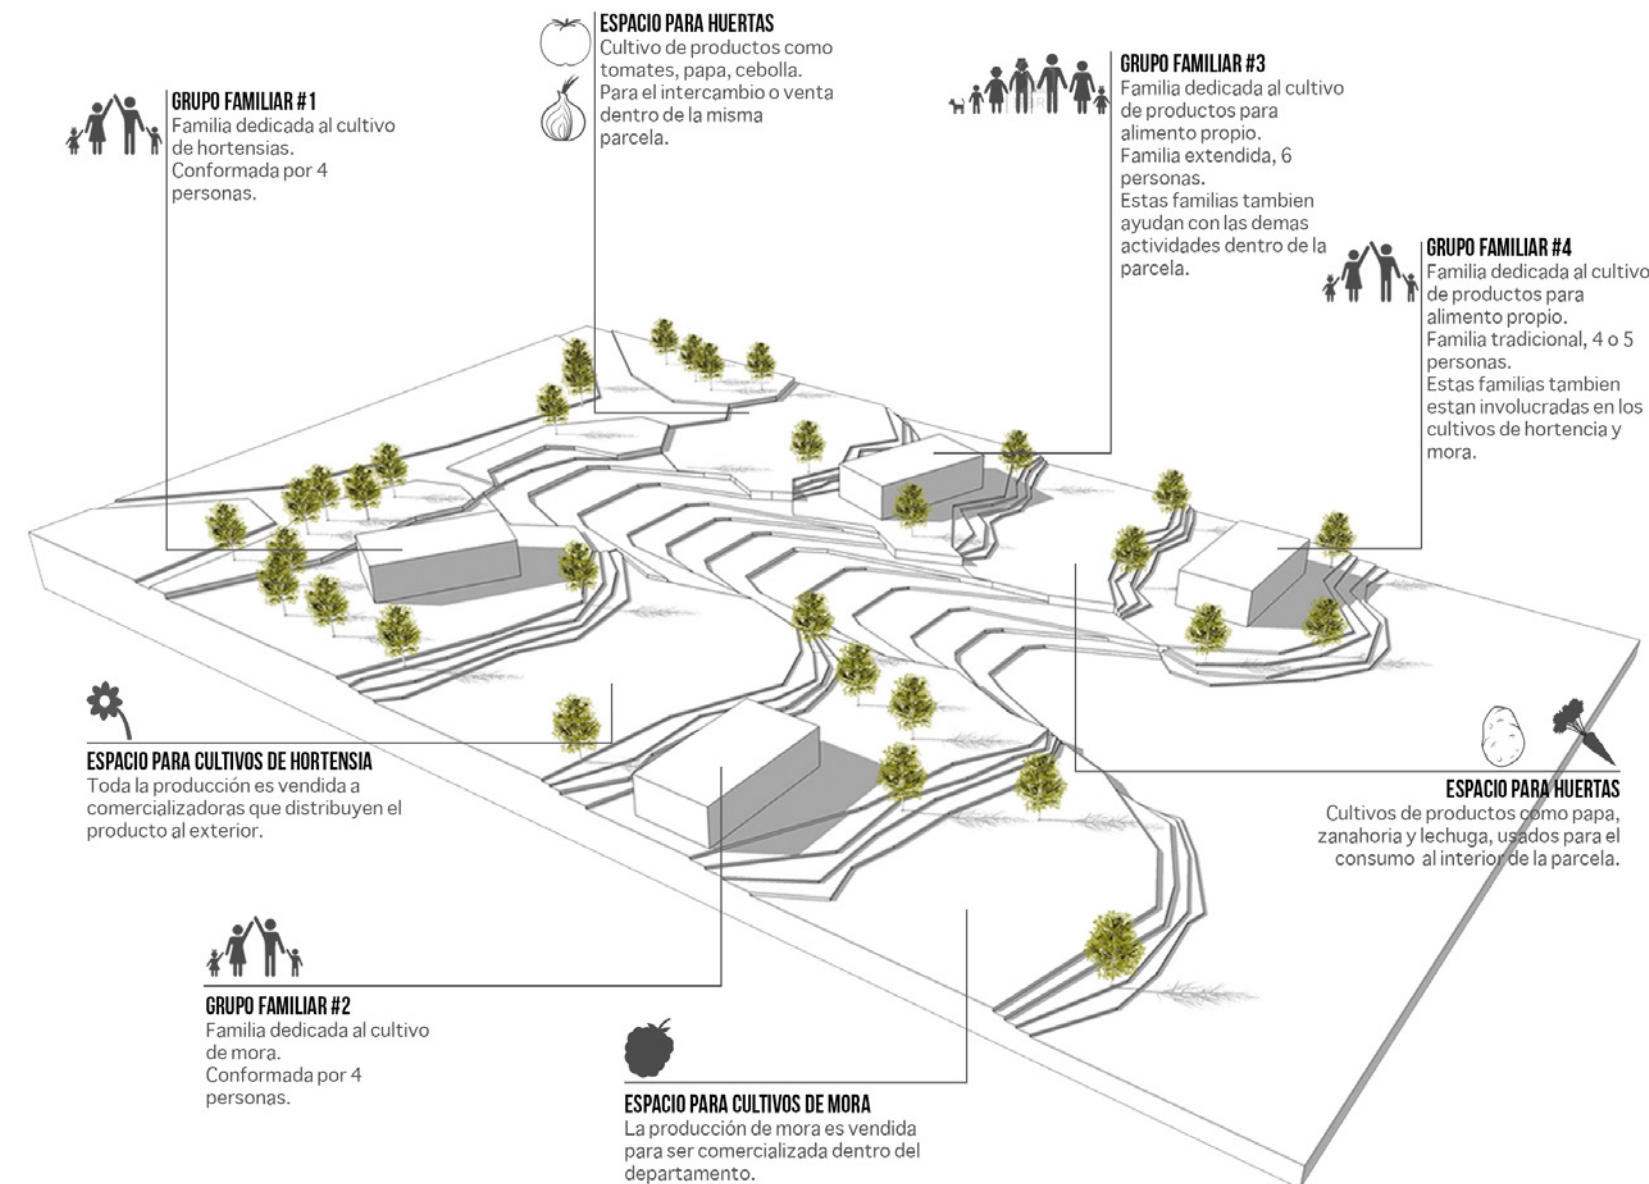 ESPACIO PARA HUERTAS
Cultivo de productos como
tomates, papa, cebolla.
Para el intercambio o venta
dentro de la misma
parcela.
GRUPO FAMILIAR #1
Familia dedicada al cultivo
de hortensias.
Conformada por 4
personas.
GRUPO FAMILIAR #3
Familia dedicada al cultivo
de productos para
alimento propio.
Familia extendida, 6
personas.
Estas familias tambien
ayudan con las demas
actividades dentro de la
parcela.
GRUPO FAMILIAR #4
Familia dedicada al cultivo
de productos para
alimento propio.
Familia tradicional, 4 o 5
personas.
Estas familias tambien
estan involucradas en los
cultivos de hortencia y
mora.
ESPACIO PARA CULTIVOS DE HORTENSIA
Toda la producción es vendida a
comercializadoras que distribuyen el
producto al exterior.
ESPACIO PARA HUERTAS
Cultivos de productos como papa,
zanahoria y lechuga, usados para el
consumo al interior de la parcela.
GRUPO FAMILIAR #2
Familia dedicada al cultivo
de mora.
Conformada por 4
personas.
ESPACIO PARA CULTIVOS DE MORA
La producción de mora es vendida
para ser comercializada dentro del
departamento.